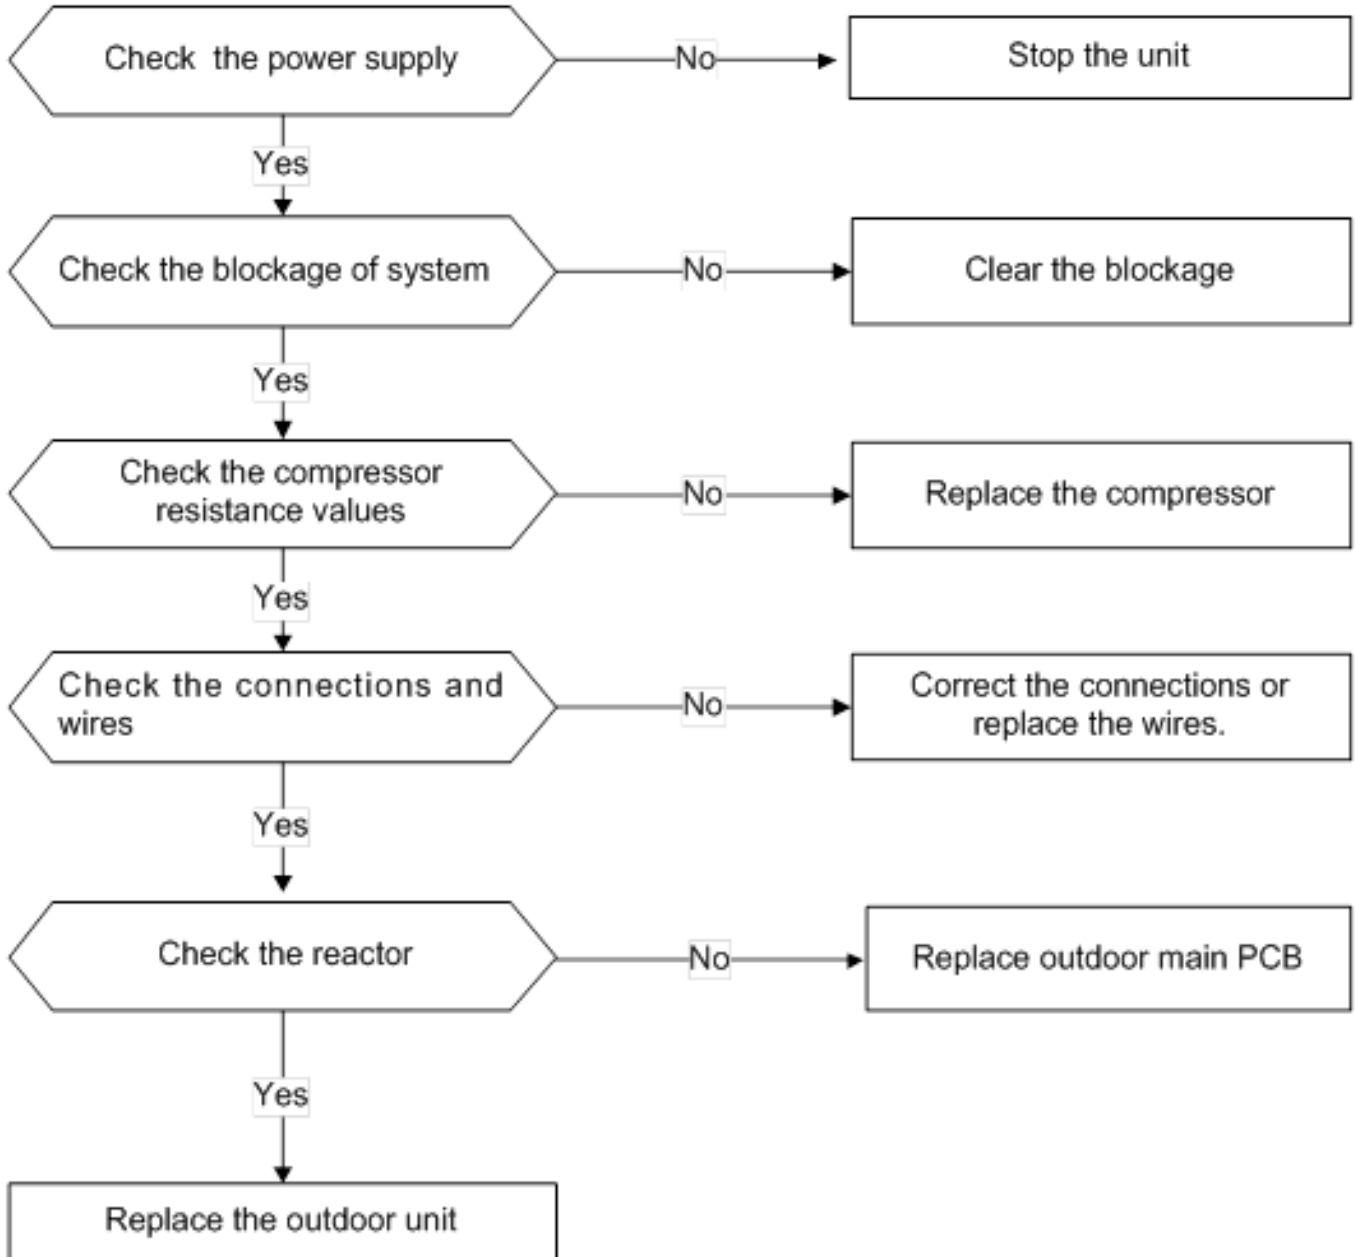 Check the power supply
No
Stop the unit
Yes
Check the blockage of system
No
Clear the blockage
Yes
Check the compressor
resistance values
No
Replace the compressor
Yes
Check the connections and
wires
No
Correct the connections or
replace the wires.
Yes
Check the reactor
No
Replace outdoor main PCB
Yes
Replace the outdoor unit